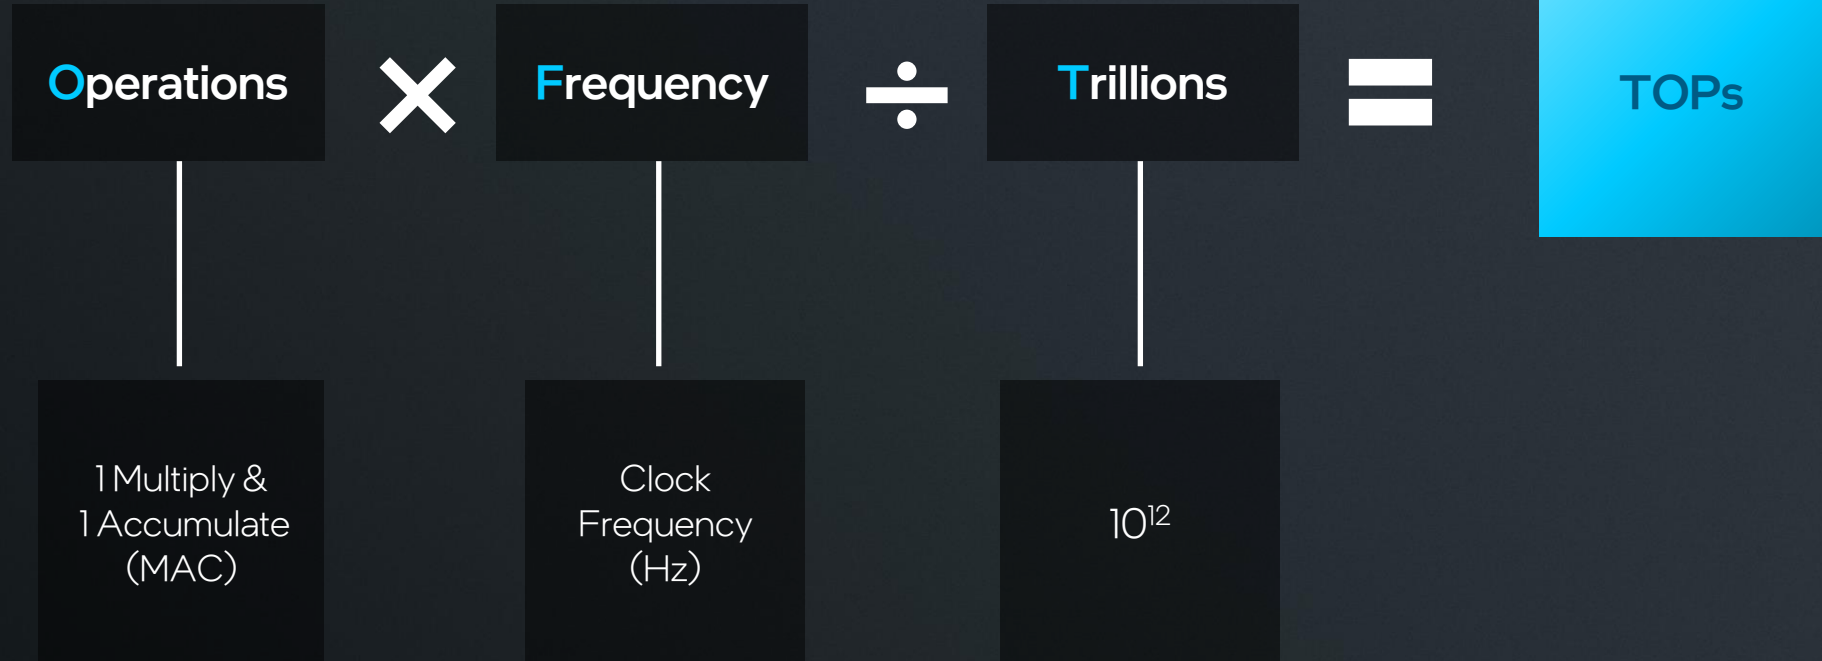 Operations × Frequency ÷ Trillions = TOPs
1 Multiply &
1 Accumulate
(MAC)
Clock
Frequency
(Hz)
10¹²